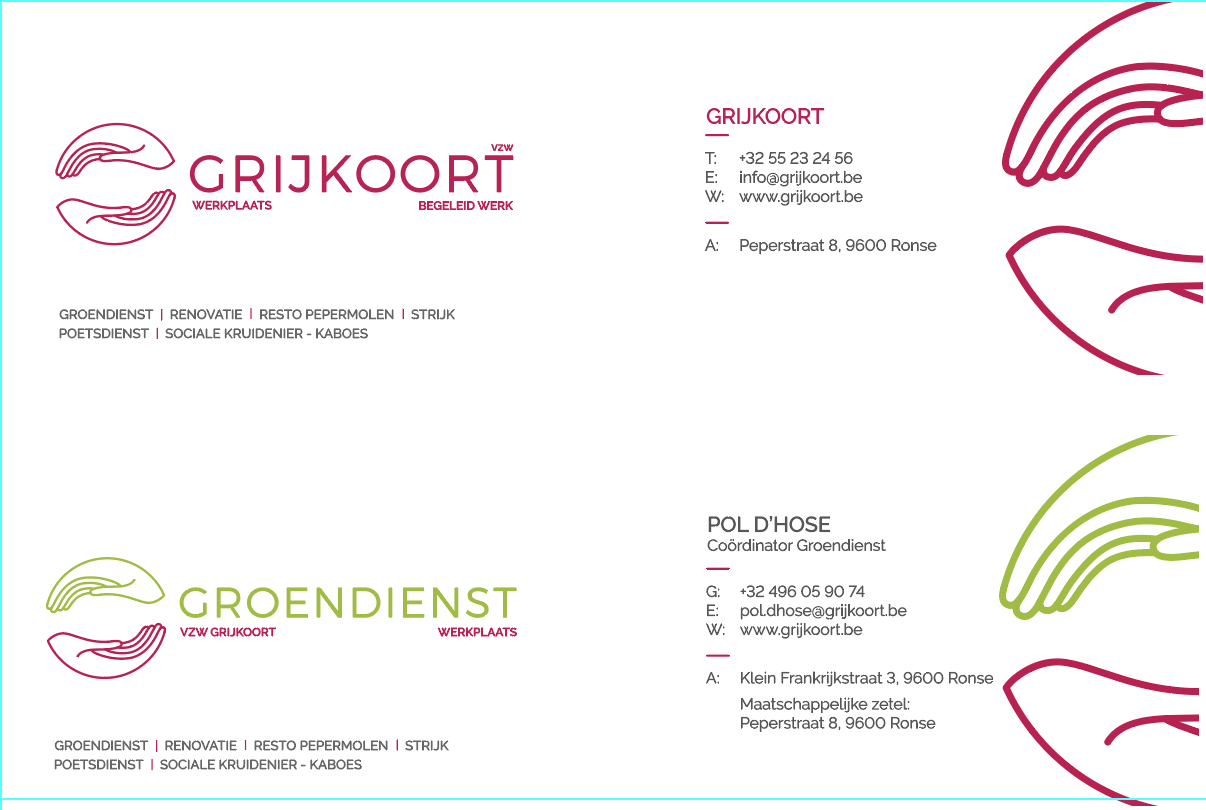 VZW
GRIJKOORT
WERKPLAATS BEGELEID WERK
GROENDIENST | RENOVATIE | RESTO PEPERMOLEN | STRIJK
POETSDIENST | SOCIALE KRUIDENIER - KABOES
GRIJKOORT
T: +32 55 23 24 56
E: info@grijkoort.be
W: www.grijkoort.be
A: Peperstraat 8, 9600 Ronse
GROENDIENST
VZW GRIJKOORT WERKPLAATS
GROENDIENST | RENOVATIE | RESTO PEPERMOLEN | STRIJK
POETSDIENST | SOCIALE KRUIDENIER - KABOES
POL D'HOSE
Coördinator Groendienst
G: +32 496 05 90 74
E: pol.dhose@grijkoort.be
W: www.grijkoort.be
A: Klein Frankrijkstraat 3, 9600 Ronse
Maatschappelijke zetel:
Peperstraat 8, 9600 Ronse